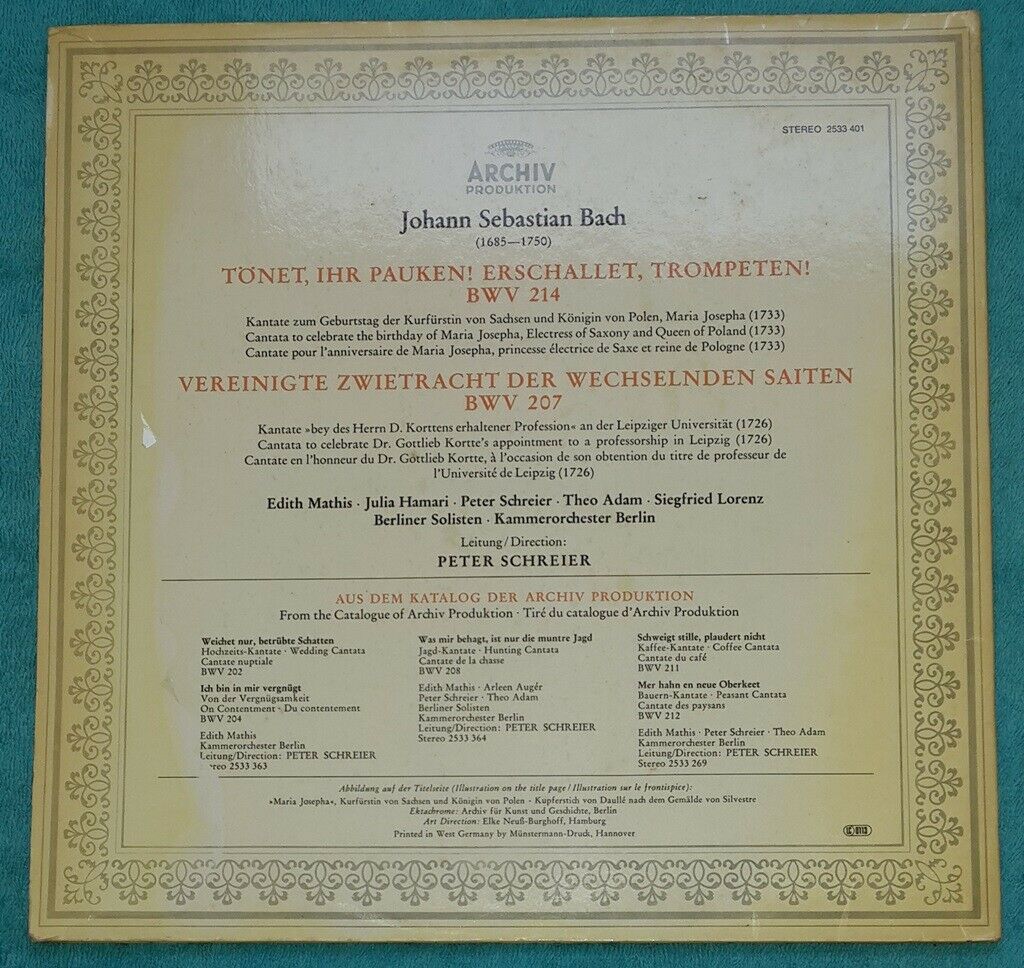 STEREO 2533 401
ARCHIV
PRODUKTION
Johann Sebastian Bach
(1685—1750)
TÖNET, IHR PAUKEN! ERSCHALLET, TROMPETEN!
BWV 214
Kantate zum Geburtstag der Kurfürstin von Sachsen und Königin von Polen, Maria Josepha (1733)
Cantata to celebrate the birthday of Maria Josepha, Electress of Saxony and Queen of Poland (1733)
Cantate pour l'anniversaire de Maria Josepha, princesse électrice de Saxe et reine de Pologne (1733)
VEREINIGTE ZWIETRACHT DER WECHSELNDEN SAITEN
BWV 207
Kantate »bey des Herrn D. Korttens erhaltener Profession« an der Leipziger Universität (1726)
Cantata to celebrate Dr. Gottlieb Kortte's appointment to a professorship in Leipzig (1726)
Cantate en l'honneur du Dr. Gottlieb Kortte, à l'occasion de son obtention du titre de professeur de
l'Université de Leipzig (1726)
Edith Mathis · Julia Hamari · Peter Schreier · Theo Adam · Siegfried Lorenz
Berliner Solisten · Kammerorchester Berlin
Leitung/Direction:
PETER SCHREIER
AUS DEM KATALOG DER ARCHIV PRODUKTION
From the Catalogue of Archiv Produktion · Tiré du catalogue d'Archiv Produktion
Weichet nur, betrübte Schatten
Hochzeits-Kantate · Wedding Cantata
Cantate nuptiale
BWV 202
Ich bin in mir vergnügt
Von der Vergnügsamkeit
On Contentment · Du contentement
BWV 204
Edith Mathis
Kammerorchester Berlin
Leitung/Direction: PETER SCHREIER
reo 2533 363
Was mir behagt, ist nur die muntre Jagd
Jagd-Kantate · Hunting Cantata
Cantate de la chasse
BWV 208
Edith Mathis · Arleen Augér
Peter Schreier · Theo Adam
Berliner Solisten
Kammerorchester Berlin
Leitung/Direction: PETER SCHREIER
Stereo 2533 364
Schweigt stille, plaudert nicht
Kaffee-Kantate · Coffee Cantata
Cantate du café
BWV 211
Mer hahn en neue Oberkeet
Bauern-Kantate · Peasant Cantata
Cantate des paysans
BWV 212
Edith Mathis · Peter Schreier · Theo Adam
Kammerorchester Berlin
Leitung/Direction: PETER SCHREIER
Stereo 2533 269
Abbildung auf der Titelseite (Illustration on the title page/Illustration sur le frontispice):
»Maria Josepha«, Kurfürstin von Sachsen und Königin von Polen · Kupferstich von Daullé nach dem Gemälde von Silvestre
Ektachrome: Archiv für Kunst und Geschichte, Berlin
Art Direction: Elke Neuß-Burghoff, Hamburg
Printed in West Germany by Münstermann-Druck, Hannover
LC 0113